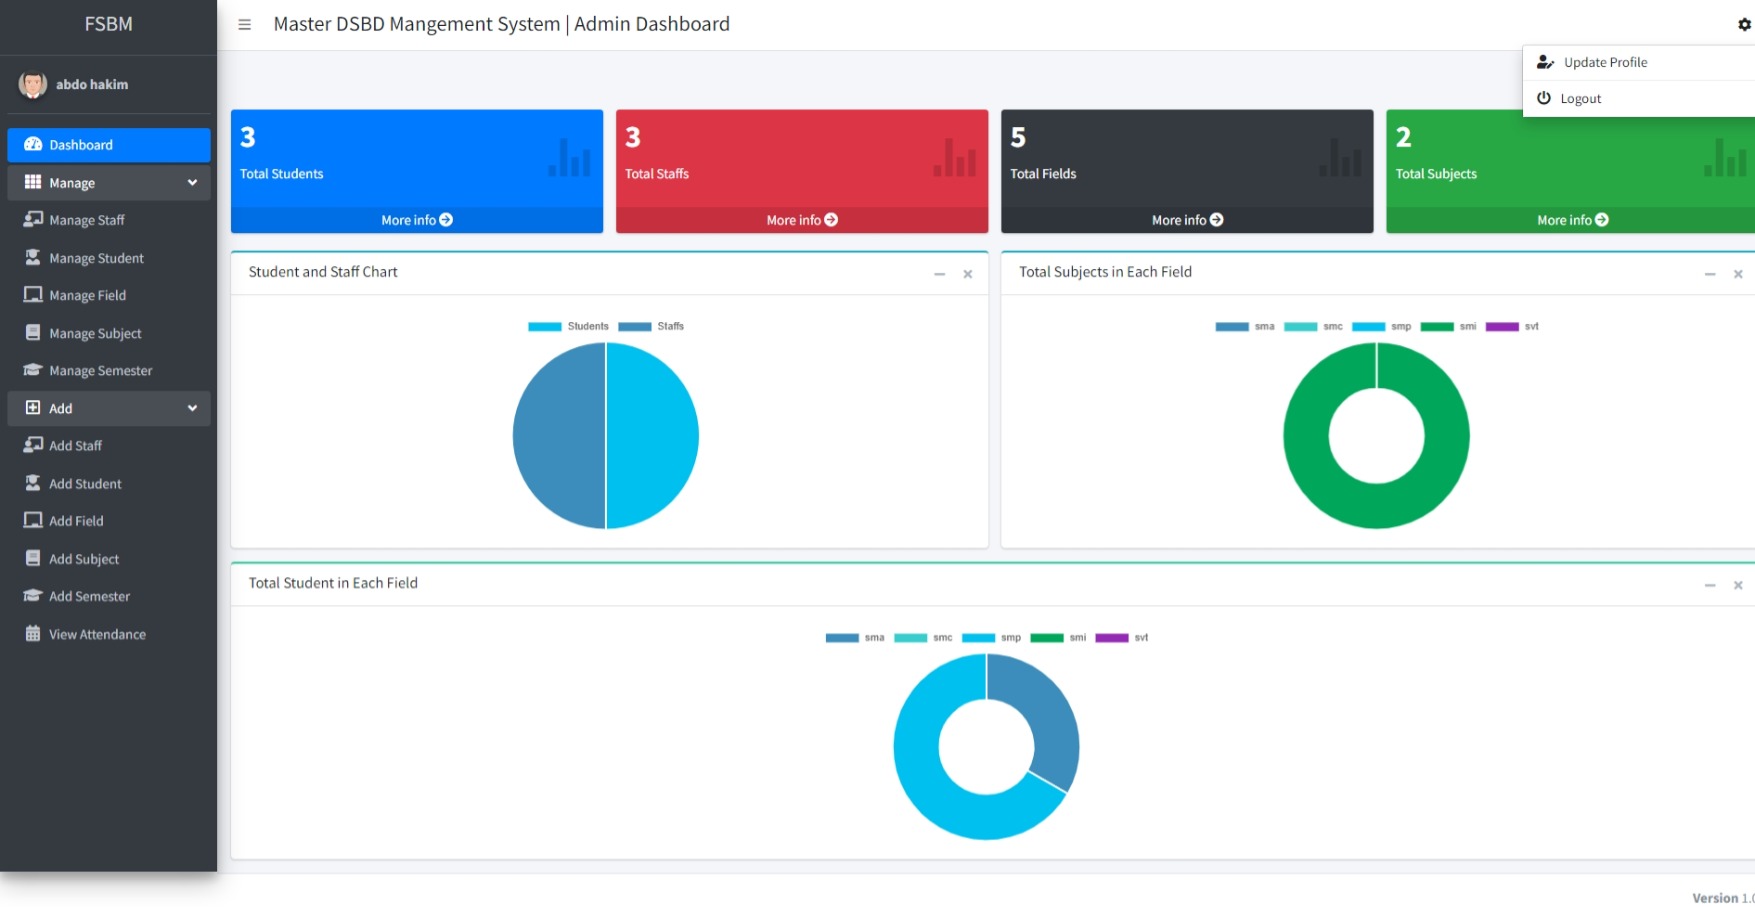 FSBM
Master DSBD Mangement System | Admin Dashboard
Update Profile
Logout
abdo hakim
Dashboard
Manage
Manage Staff
Manage Student
Manage Field
Manage Subject
Manage Semester
Add
Add Staff
Add Student
Add Field
Add Subject
Add Semester
View Attendance
3
Total Students
More info
3
Total Staffs
More info
5
Total Fields
More info
2
Total Subjects
More info
Student and Staff Chart
Students Staffs
Total Subjects in Each Field
sma smc smp smi svt
Total Student in Each Field
sma smc smp smi svt
Version 1.0